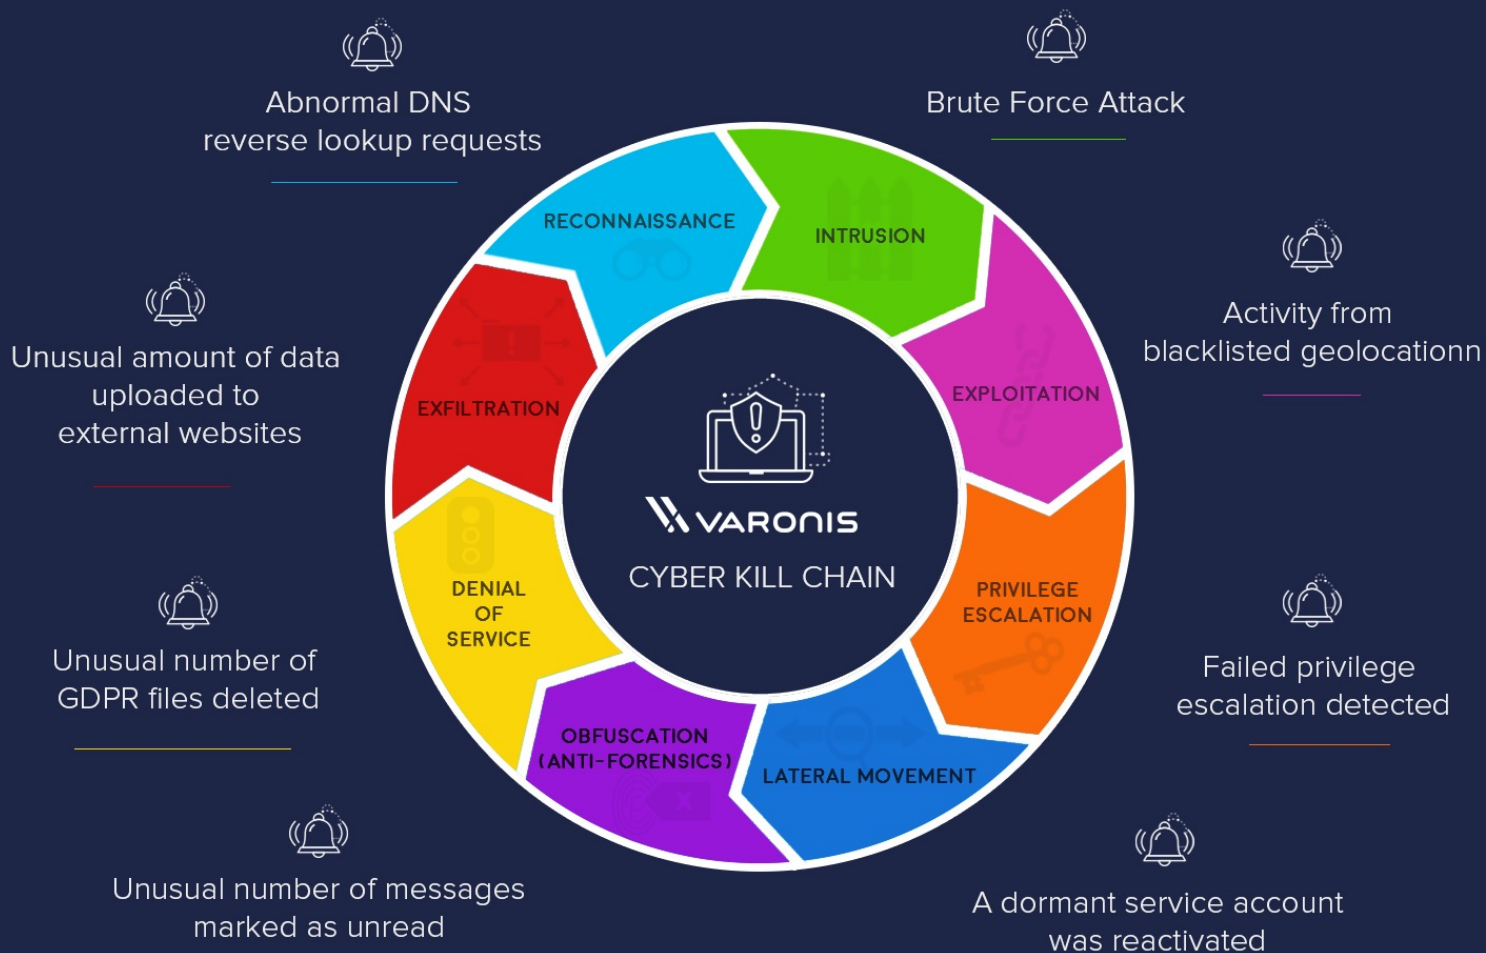 Abnormal DNS
reverse lookup requests
Brute Force Attack
RECONNAISSANCE
INTRUSION
Activity from
blacklisted geolocationn
Unusual amount of data
uploaded to
external websites
EXFILTRATION
EXPLOITATION
VARONIS
CYBER KILL CHAIN
DENIAL
OF
SERVICE
PRIVILEGE
ESCALATION
Unusual number of
GDPR files deleted
Failed privilege
escalation detected
OBFUSCATION
(ANTI-FORENSICS)
LATERAL MOVEMENT
X
Unusual number of messages
marked as unread
A dormant service account
was reactivated